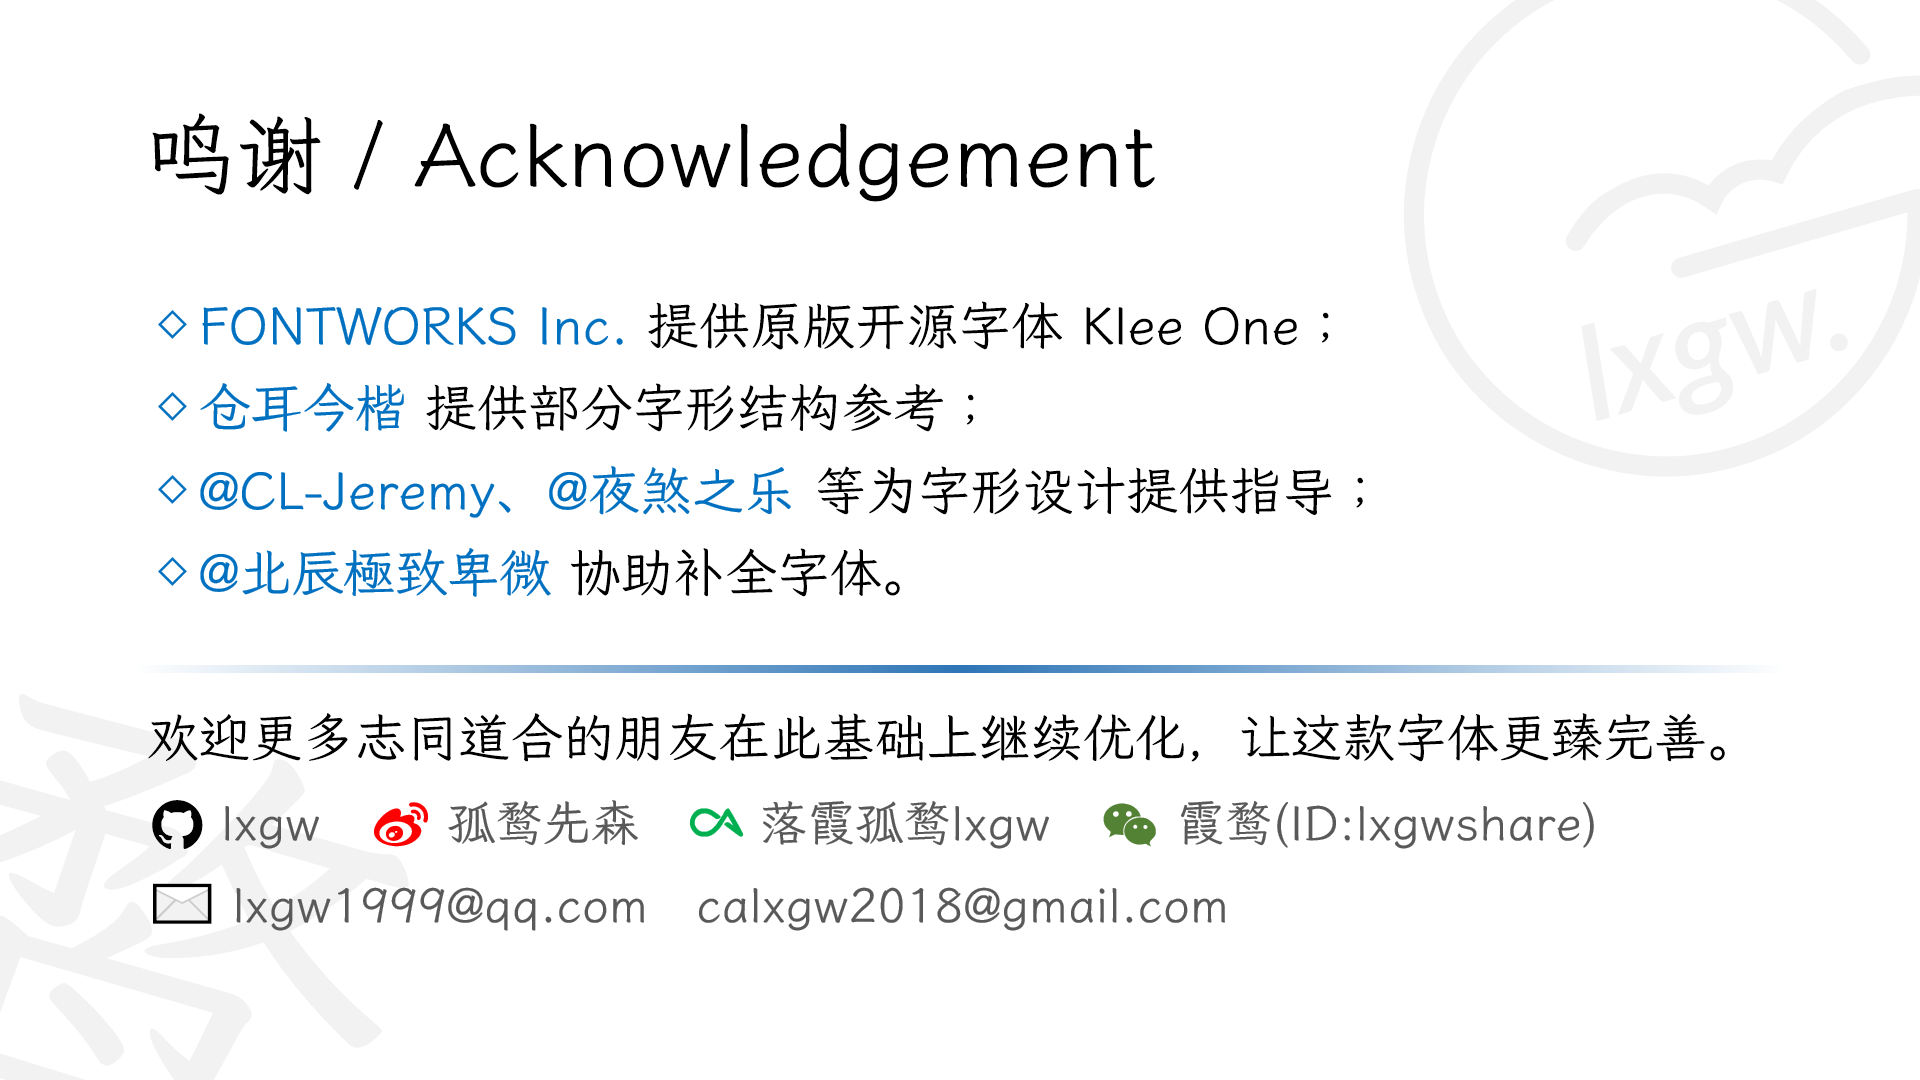 鸣谢 / Acknowledgement
lxgw.
◇ FONTWORKS Inc. 提供原版开源字体 Klee One；
◇ 仓耳今楷 提供部分字形结构参考；
◇ @CL-Jeremy、@夜煞之乐 等为字形设计提供指导；
◇ @北辰極致卑微 协助补全字体。
欢迎更多志同道合的朋友在此基础上继续优化，让这款字体更臻完善。
lxgw 孤鹜先森 落霞孤鹜lxgw 霞鹜(ID:lxgwshare)
lxgw1999@qq.com calxgw2018@gmail.com